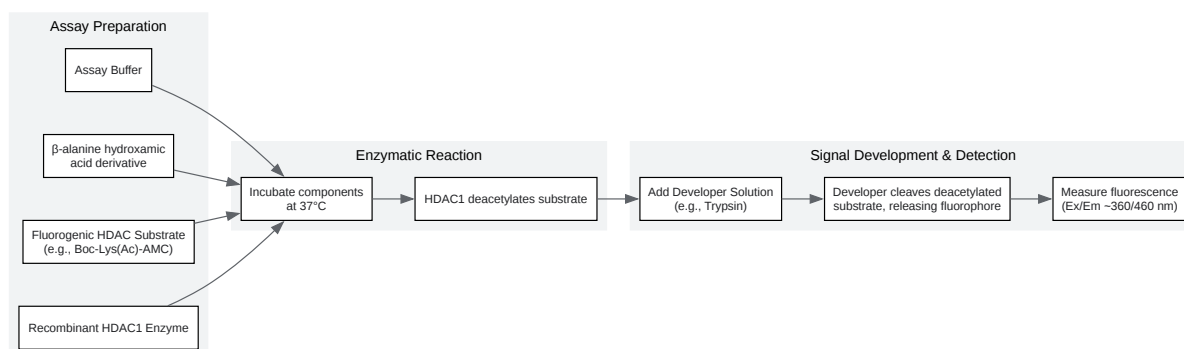 Assay Preparation
Assay Buffer
β-alanine hydroxamic
acid derivative
Fluorogenic HDAC Substrate
(e.g., Boc-Lys(Ac)-AMC)
Recombinant HDAC1 Enzyme
Enzymatic Reaction
Incubate components
at 37°C
HDAC1 deacetylates substrate
Signal Development & Detection
Add Developer Solution
(e.g., Trypsin)
Developer cleaves deacetylated
substrate, releasing fluorophore
Measure fluorescence
(Ex/Em ~360/460 nm)